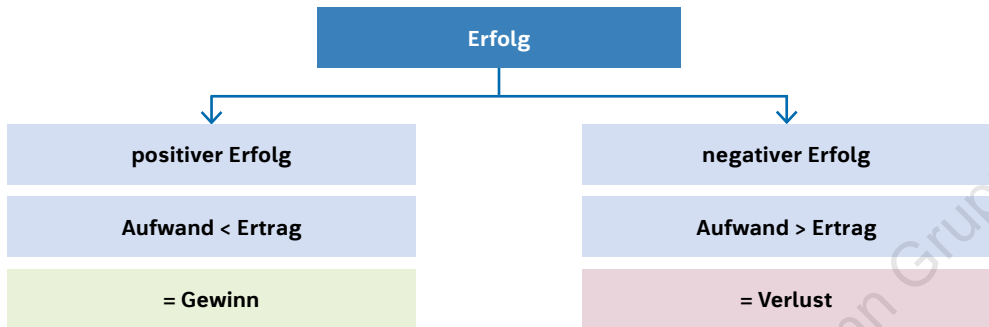 Erfolg
positiver Erfolg
Aufwand < Ertrag
= Gewinn
negativer Erfolg
Aufwand > Ertrag
= Verlust